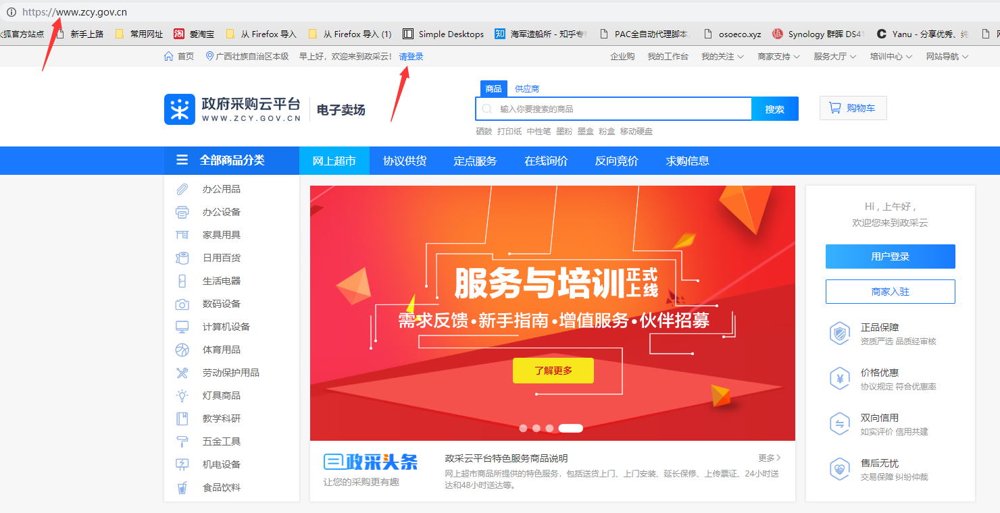 https://www.zcy.gov.cn
火狐官方站点 新手上路 常用网址 爱淘宝 从 Firefox 导入 从 Firefox 导入 (1) Simple Desktops 知 海军造船所 - 知乎专 PAC全自动代理脚本 osoeco.xyz Synology 群晖 DS41 Yanu - 分享优秀、纯
首页 广西壮族自治区本级 早上好，欢迎来到政采云！ 请登录 企业购 我的工作台 我的关注 商家支持 服务大厅 培训中心 网站导航
商品 供应商
政府采购云平台 电子卖场
WWW.ZCY.GOV.CN
输入你要搜索的商品 搜索 购物车
硒鼓 打印纸 中性笔 墨粉 墨盒 粉盒 移动硬盘
全部商品分类 网上超市 协议供货 定点服务 在线询价 反向竞价 求购信息
办公用品
办公设备
家具用具
日用百货
生活电器
数码设备
计算机设备
体育用品
劳动保护用品
灯具商品
教学科研
五金工具
机电设备
食品饮料
服务与培训正式上线
需求反馈•新手指南•增值服务•伙伴招募
了解更多
政采头条
让您的采购更有趣
政采云平台特色服务商品说明 更多
网上超市商品所提供的特色服务，包括送货上门、上门安装、延长保修、上传票证、24小时送
达和48小时送达等。
Hi , 上午好 ,
欢迎您来到政采云
用户登录
商家入驻
正品保障
资质严选 品质经审核
价格优惠
协议规定 符合优惠率
双向信用
如实评价 信用共建
售后无忧
交易保障 纠纷仲裁